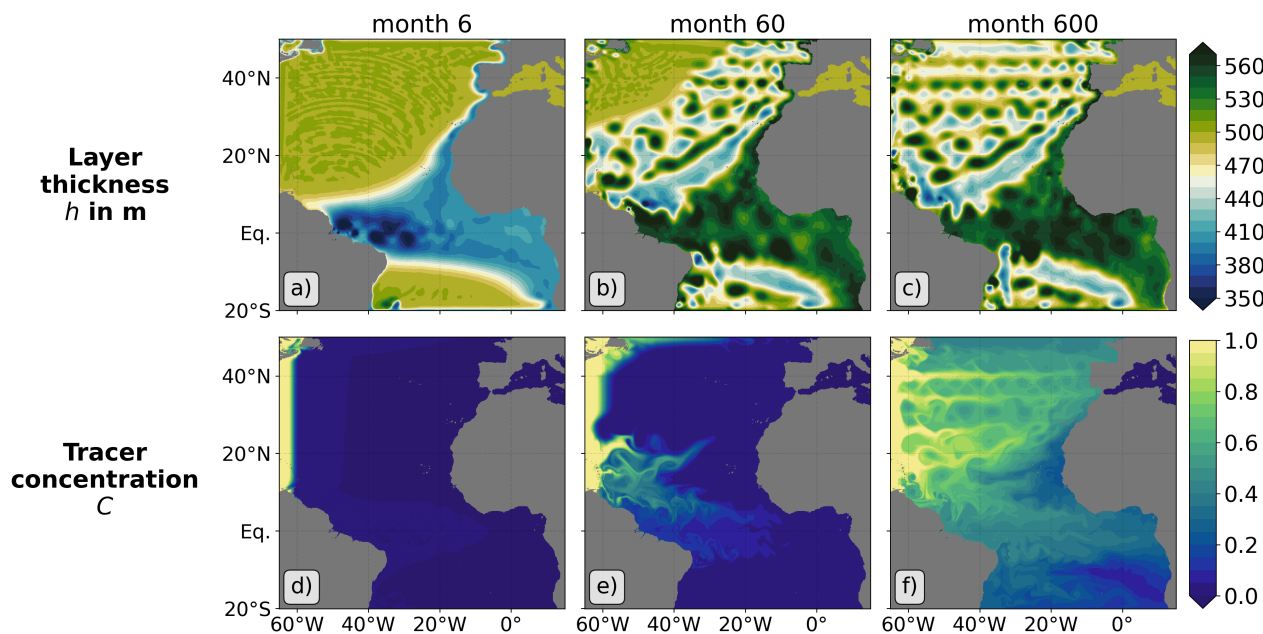 month 6 month 60 month 600
Layer
thickness
h in m
40°N
20°N
Eq.
20°S
a) b) c)
560
530
500
470
440
410
380
350
Tracer
concentration
C
40°N
20°N
Eq.
20°S
d) e) f)
1.0
0.8
0.6
0.4
0.2
0.0
60°W 40°W 20°W 0° 60°W 40°W 20°W 0° 60°W 40°W 20°W 0°